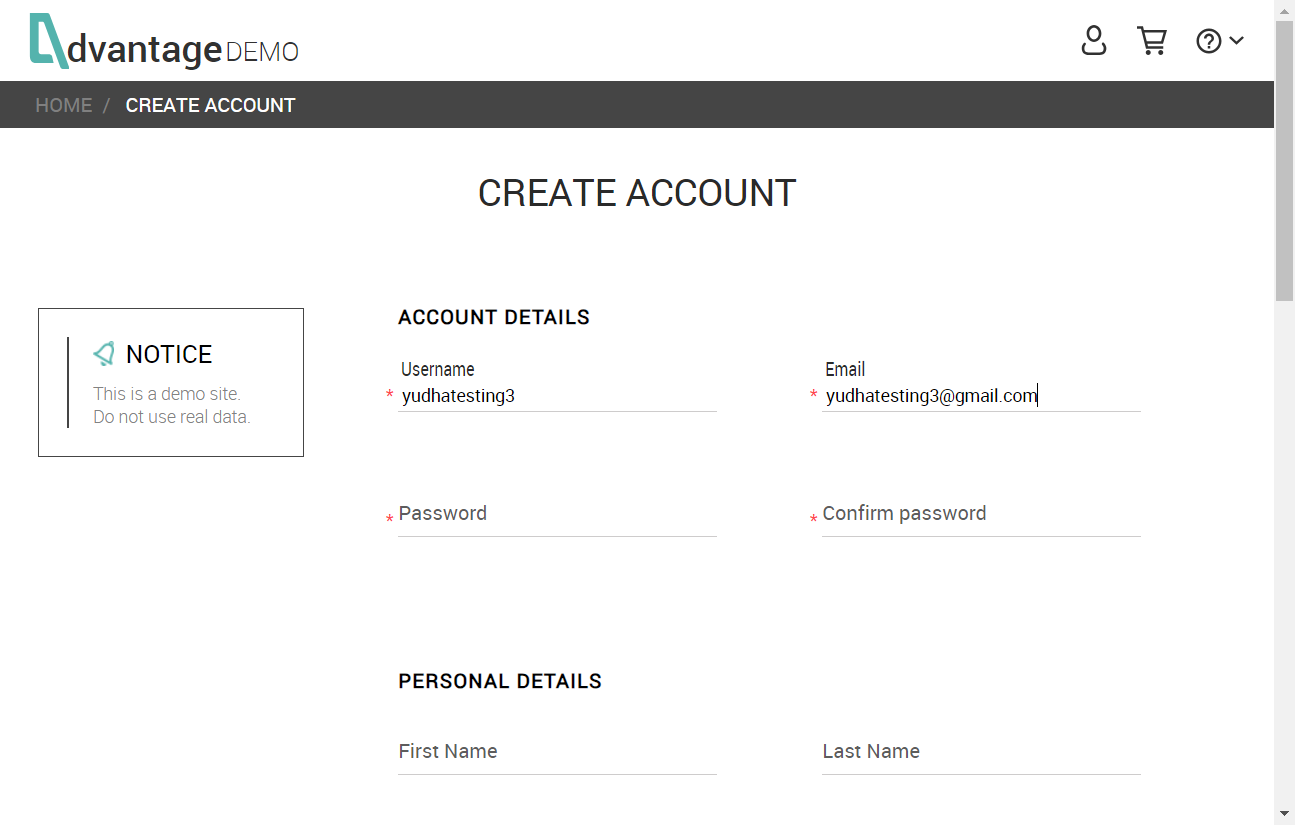 dvantage DEMO
HOME / CREATE ACCOUNT
CREATE ACCOUNT
NOTICE
This is a demo site.
Do not use real data.
ACCOUNT DETAILS
Username
* yudhatesting3
Email
* yudhatesting3@gmail.com
* Password
* Confirm password
PERSONAL DETAILS
First Name
Last Name